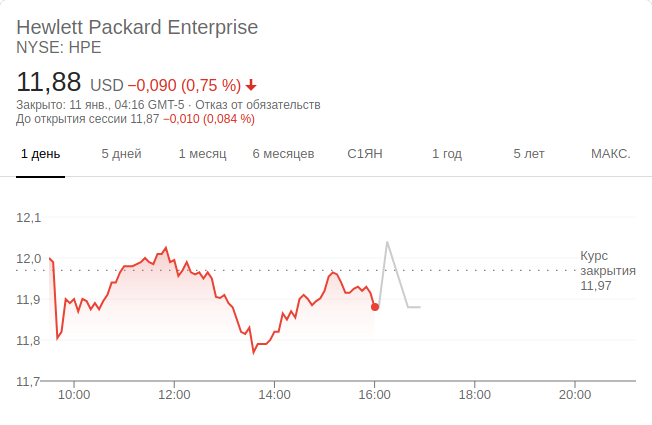 Hewlett Packard Enterprise
NYSE: HPE
11,88 USD −0,090 (0,75 %)
Закрыто: 11 янв., 04:16 GMT-5 · Отказ от обязательств
До открытия сессии 11,87 −0,010 (0,084 %)
1 день 5 дней 1 месяц 6 месяцев С1ЯН 1 год 5 лет МАКС.
12,1
12,0
11,9
11,8
11,7
Курс
закрытия
11,97
10:00 12:00 14:00 16:00 18:00 20:00